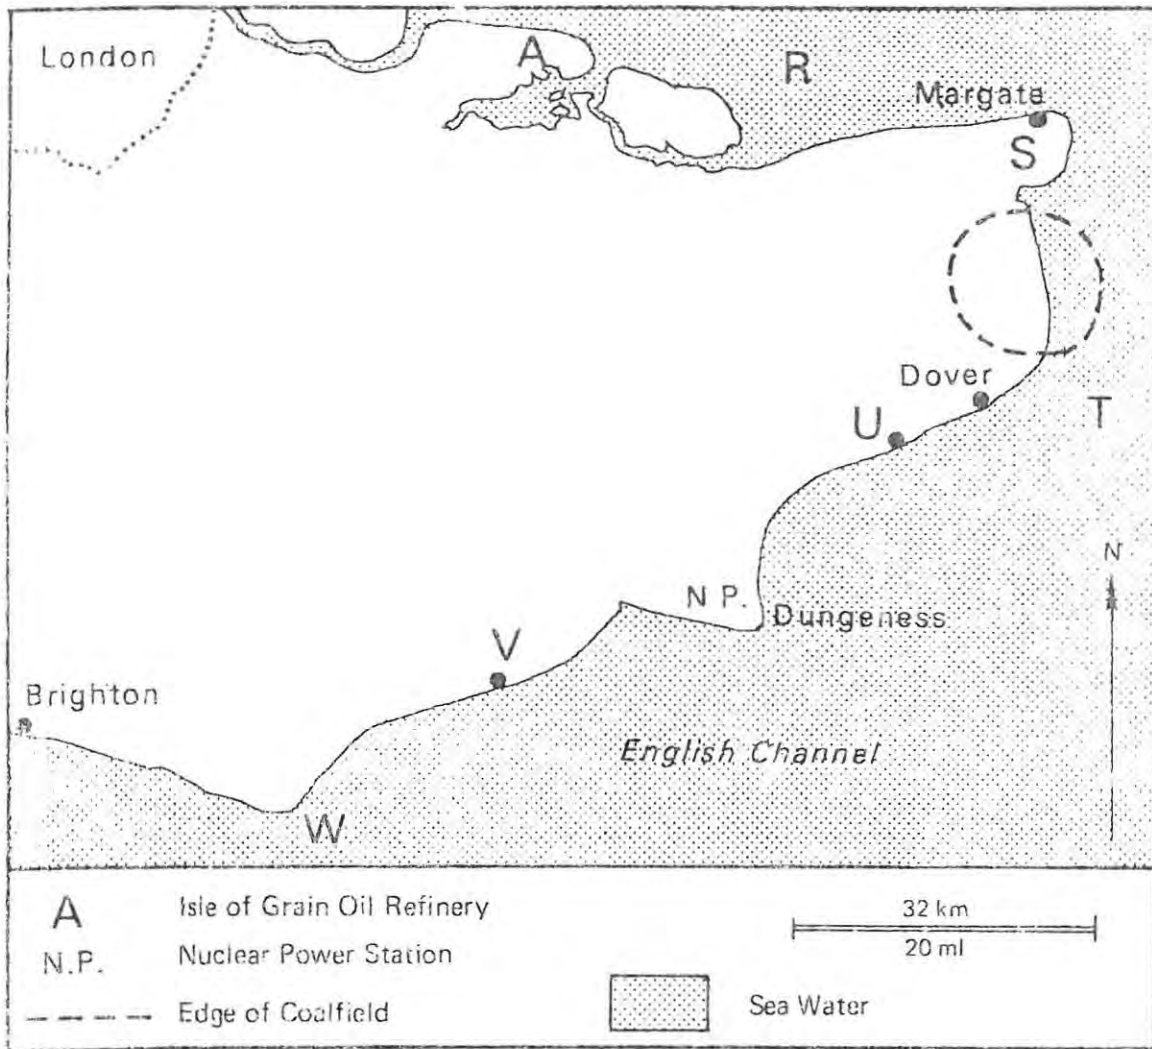 London
A
R
Margate
S
Dover
U
T
N
N P.
Dungeness
V
Brighton
English Channel
W
A Isle of Grain Oil Refinery
N.P. Nuclear Power Station
Edge of Coalfield
32 km
20 ml
Sea Water